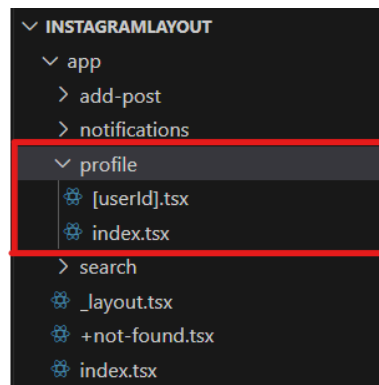 INSTAGRAMLAYOUT
app
add-post
notifications
profile
[userId].tsx
index.tsx
search
_layout.tsx
+not-found.tsx
index.tsx